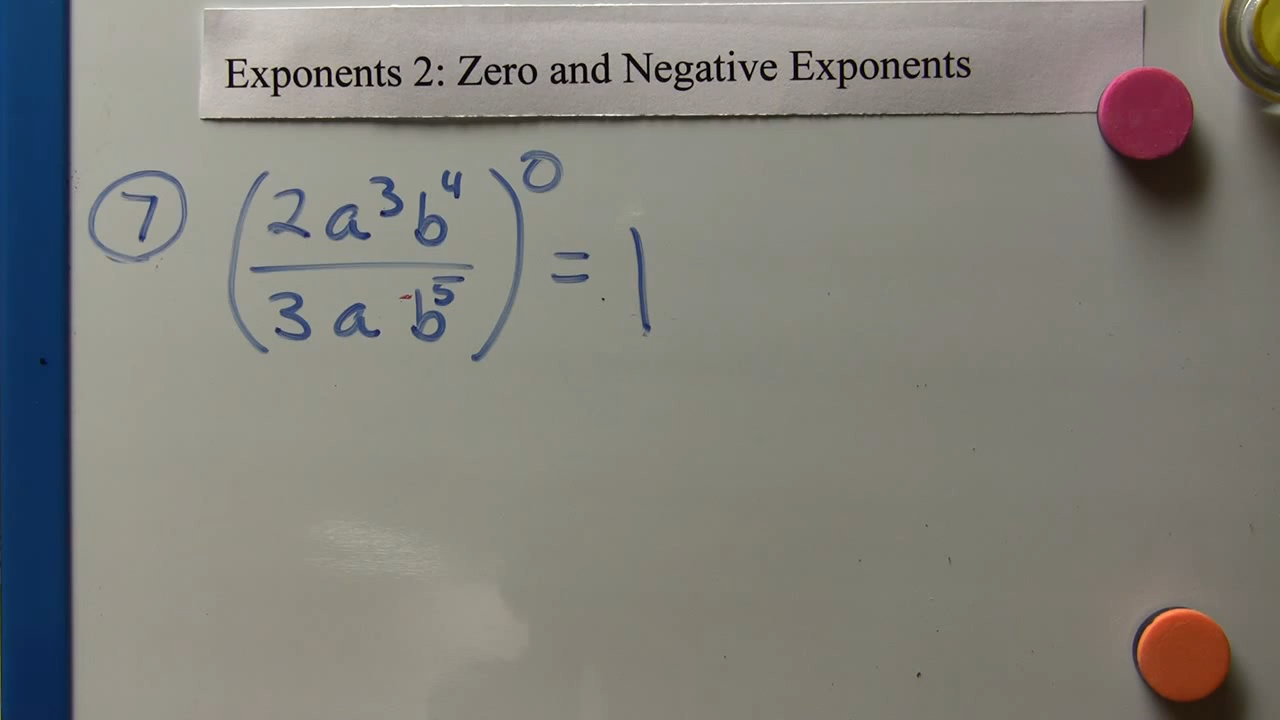 Exponents 2: Zero and Negative Exponents
⑦ (2a³b⁴ / 3ab⁵)⁰ = 1